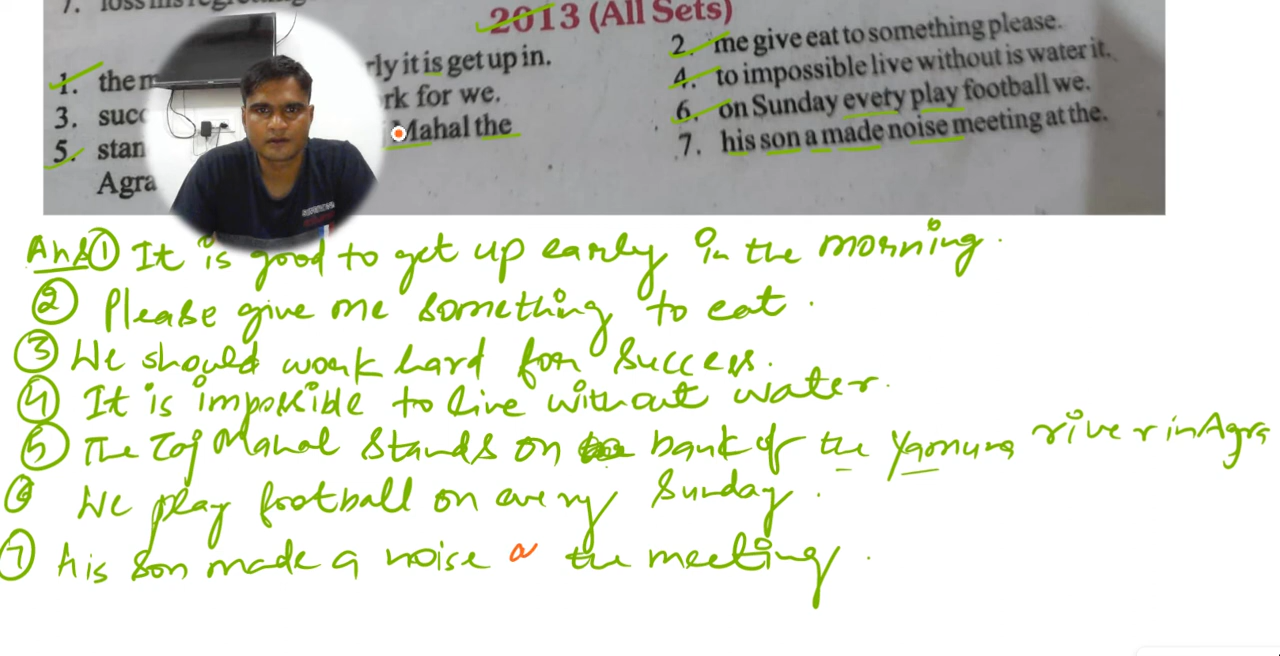 7. loss his regre
2013 (All Sets)
1. the m rly it is get up in.
2. me give eat to something please.
3. succ rk for we.
4. to impossible live without is water it.
5. stan Mahal the
Agra
6. on Sunday every play football we.
7. his son a made noise meeting at the.
Ans ① It is good to get up early in the morning.
② Please give me something to eat.
③ We should work hard for success.
④ It is impossible to live without water.
⑤ The Taj Mahal stands on bank of the Yamuna river in Agra
⑥ We play football on every Sunday.
⑦ his son made a noise a the meeting.